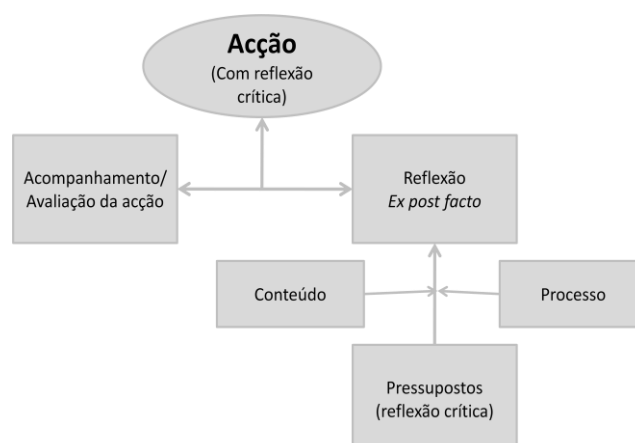 Acção
(Com reflexão
crítica)
Acompanhamento/
Avaliação da acção
Reflexão
Ex post facto
Conteúdo
Processo
Pressupostos
(reflexão crítica)